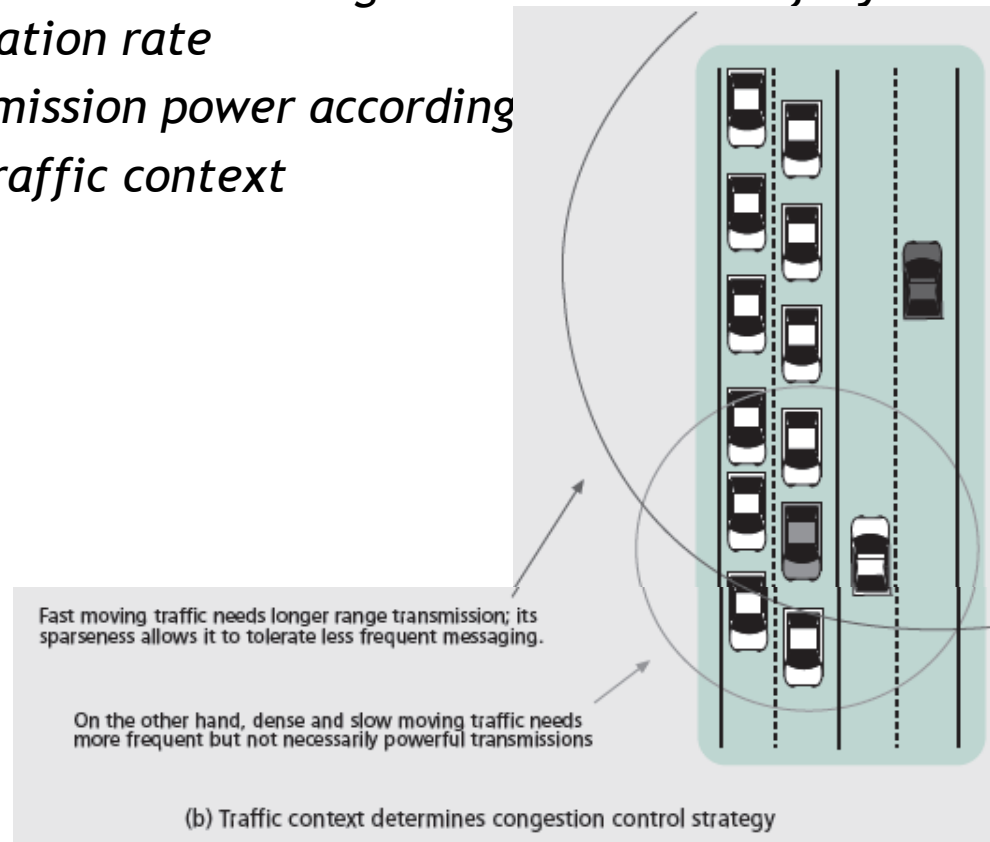 ation rate
mission power according
raffic context
Fast moving traffic needs longer range transmission; its
sparseness allows it to tolerate less frequent messaging.
On the other hand, dense and slow moving traffic needs
more frequent but not necessarily powerful transmissions
(b) Traffic context determines congestion control strategy